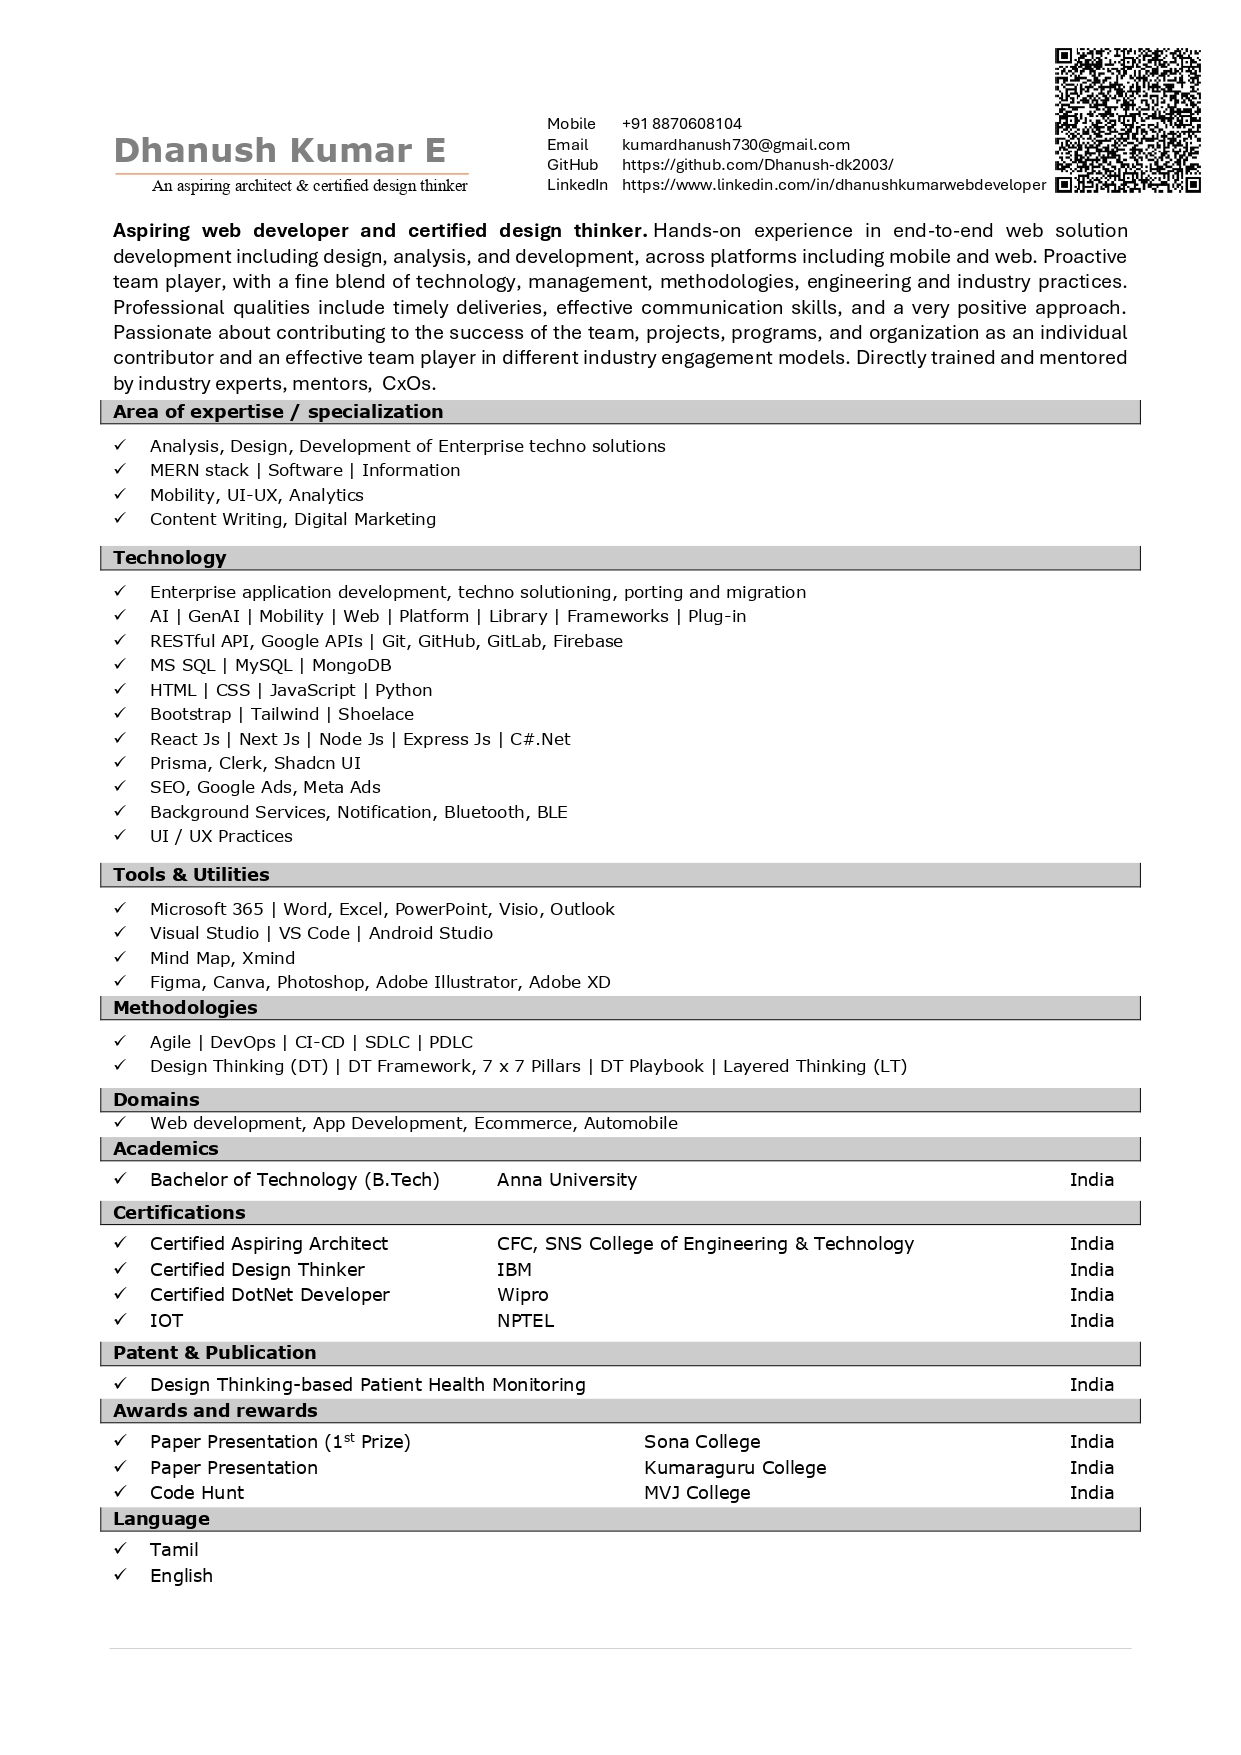 Dhanush Kumar E
An aspiring architect & certified design thinker
Mobile +91 8870608104
Email kumardhanush730@gmail.com
GitHub https://github.com/Dhanush-dk2003/
LinkedIn https://www.linkedin.com/in/dhanushkumarwebdeveloper
Aspiring web developer and certified design thinker. Hands-on experience in end-to-end web solution
development including design, analysis, and development, across platforms including mobile and web. Proactive
team player, with a fine blend of technology, management, methodologies, engineering and industry practices.
Professional qualities include timely deliveries, effective communication skills, and a very positive approach.
Passionate about contributing to the success of the team, projects, programs, and organization as an individual
contributor and an effective team player in different industry engagement models. Directly trained and mentored
by industry experts, mentors, CxOs.
Area of expertise / specialization
✓ Analysis, Design, Development of Enterprise techno solutions
✓ MERN stack | Software | Information
✓ Mobility, UI-UX, Analytics
✓ Content Writing, Digital Marketing
Technology
✓ Enterprise application development, techno solutioning, porting and migration
✓ AI | GenAI | Mobility | Web | Platform | Library | Frameworks | Plug-in
✓ RESTful API, Google APIs | Git, GitHub, GitLab, Firebase
✓ MS SQL | MySQL | MongoDB
✓ HTML | CSS | JavaScript | Python
✓ Bootstrap | Tailwind | Shoelace
✓ React Js | Next Js | Node Js | Express Js | C#.Net
✓ Prisma, Clerk, Shadcn UI
✓ SEO, Google Ads, Meta Ads
✓ Background Services, Notification, Bluetooth, BLE
✓ UI / UX Practices
Tools & Utilities
✓ Microsoft 365 | Word, Excel, PowerPoint, Visio, Outlook
✓ Visual Studio | VS Code | Android Studio
✓ Mind Map, Xmind
✓ Figma, Canva, Photoshop, Adobe Illustrator, Adobe XD
Methodologies
✓ Agile | DevOps | CI-CD | SDLC | PDLC
✓ Design Thinking (DT) | DT Framework, 7 x 7 Pillars | DT Playbook | Layered Thinking (LT)
Domains
✓ Web development, App Development, Ecommerce, Automobile
Academics
✓ Bachelor of Technology (B.Tech) Anna University India
Certifications
✓ Certified Aspiring Architect CFC, SNS College of Engineering & Technology India
✓ Certified Design Thinker IBM India
✓ Certified DotNet Developer Wipro India
✓ IOT NPTEL India
Patent & Publication
✓ Design Thinking-based Patient Health Monitoring India
Awards and rewards
✓ Paper Presentation (1st Prize) Sona College India
✓ Paper Presentation Kumaraguru College India
✓ Code Hunt MVJ College India
Language
✓ Tamil
✓ English